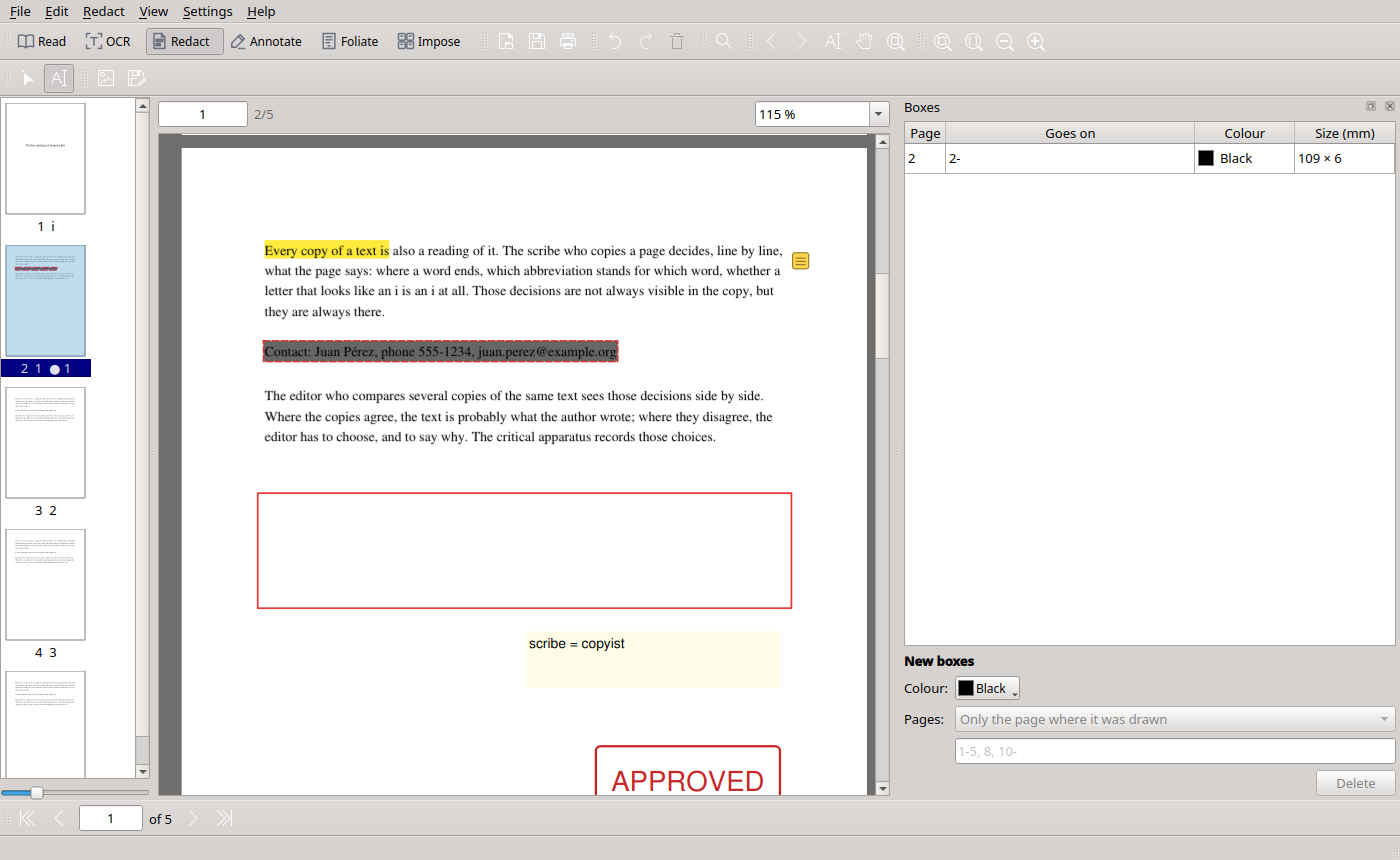 File Edit Redact View Settings Help
Read OCR Redact Annotate Foliate Impose
1 2/5 115 %
1 i
2 1 1
3 2
4 3
Every copy of a text is also a reading of it. The scribe who copies a page decides, line by line,
what the page says: where a word ends, which abbreviation stands for which word, whether a
letter that looks like an i is an i at all. Those decisions are not always visible in the copy, but
they are always there.
Contact: Juan Pérez, phone 555-1234, juan.perez@example.org
The editor who compares several copies of the same text sees those decisions side by side.
Where the copies agree, the text is probably what the author wrote; where they disagree, the
editor has to choose, and to say why. The critical apparatus records those choices.
scribe = copyist
APPROVED
Boxes
Page Goes on Colour Size (mm)
2 2- Black 109 × 6
New boxes
Colour: Black
Pages: Only the page where it was drawn
1-5, 8, 10-
Delete
1 of 5